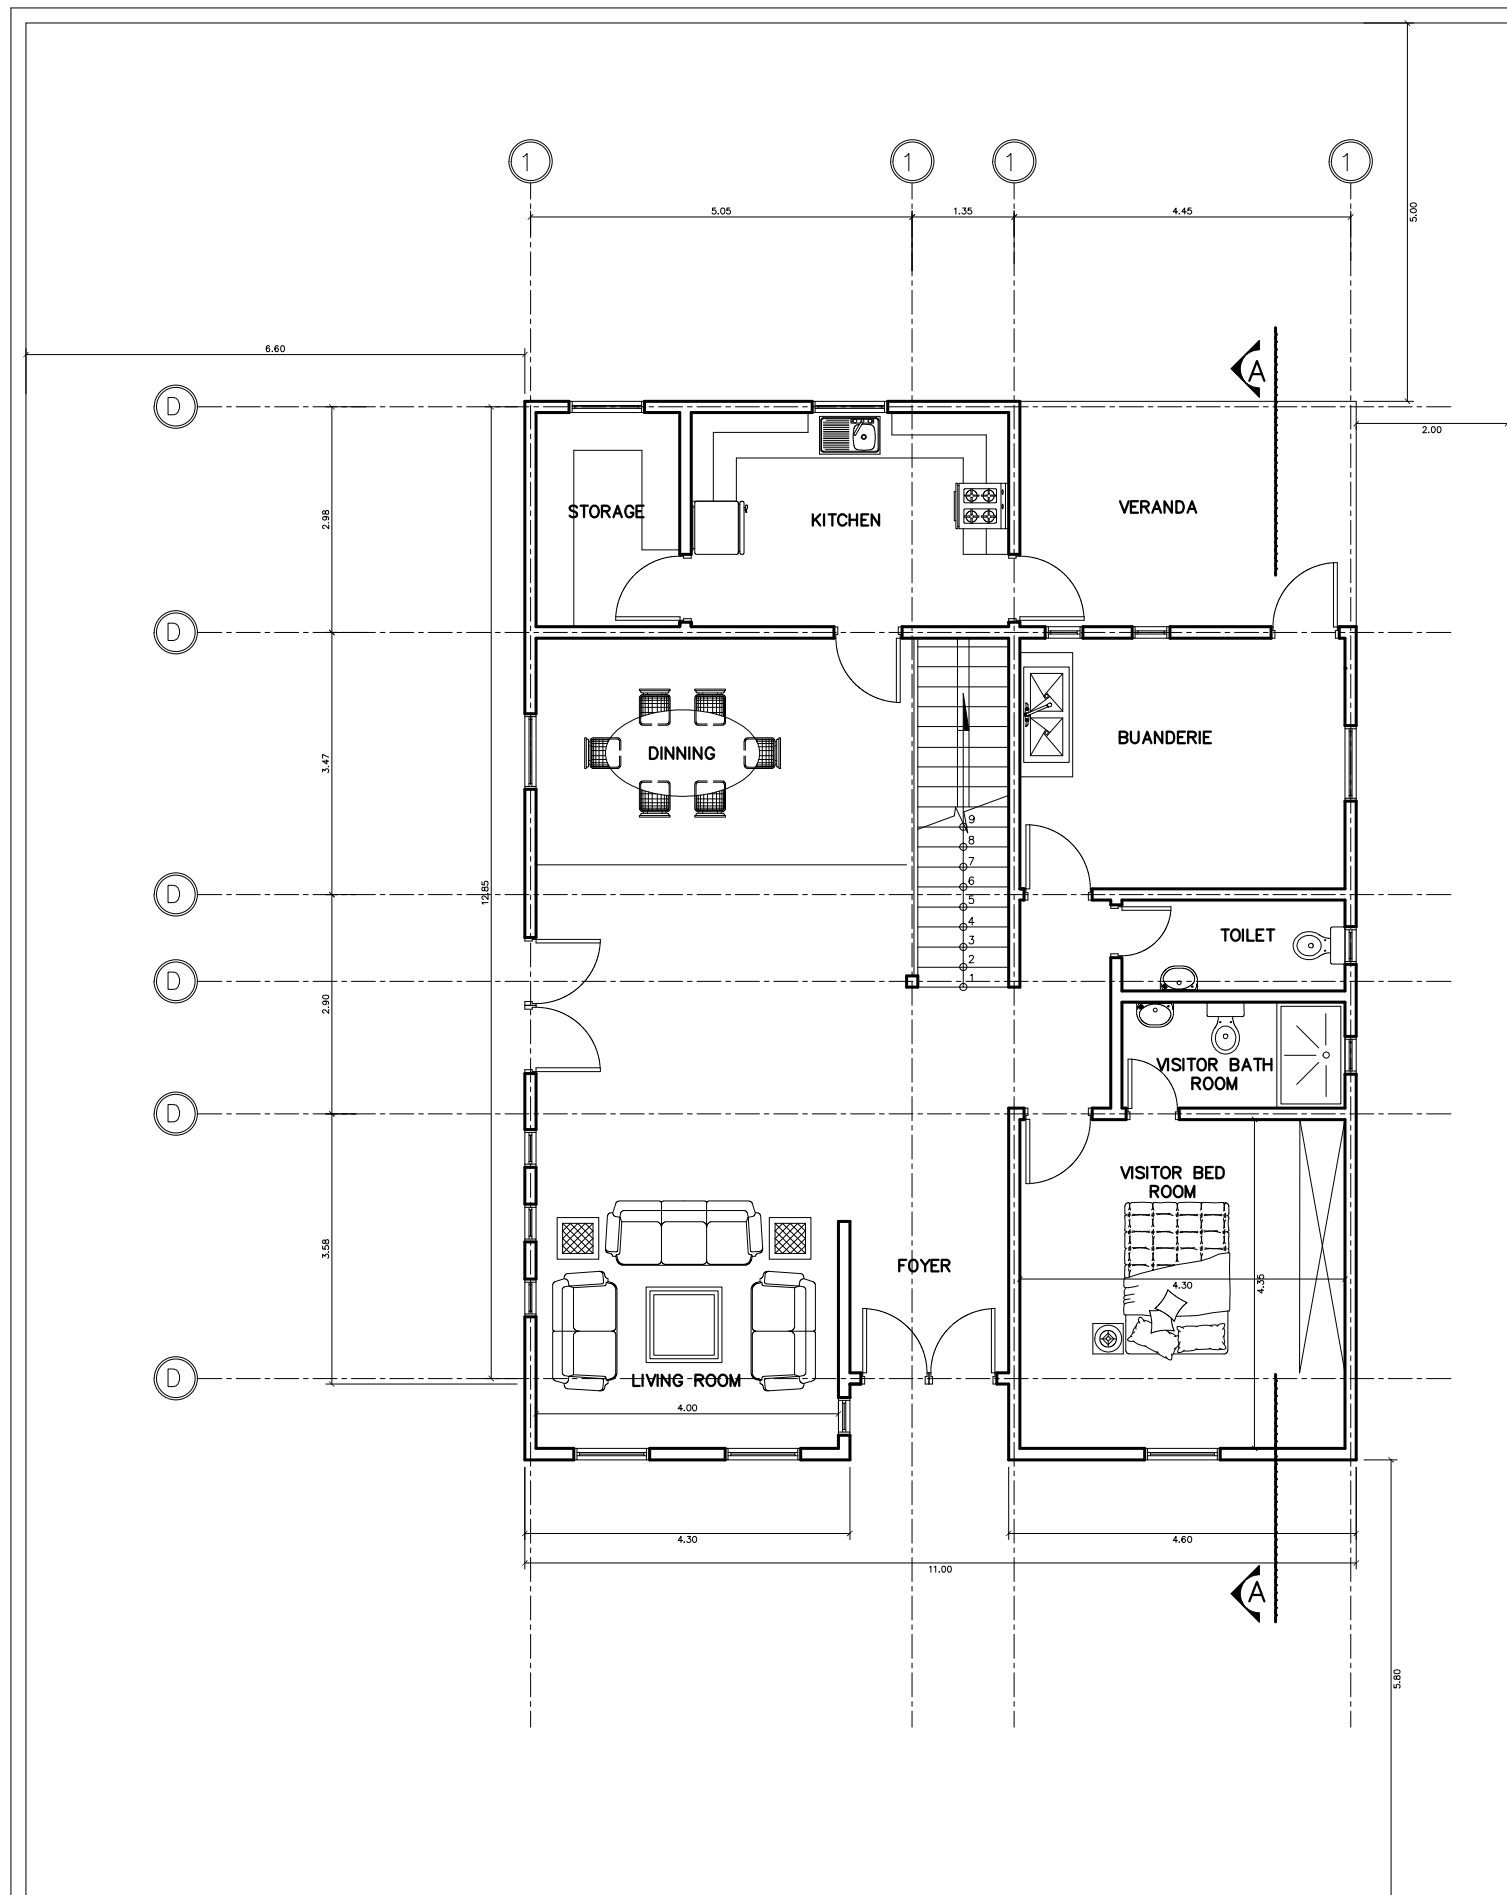 1
1
1
1
5.05
1.35
4.45
5.00
6.60
A
D
2.00
2.98
STORAGE
KITCHEN
VERANDA
D
3.47
DINNING
BUANDERIE
9
8
7
6
5
4
3
2
1
12.85
D
TOILET
D
2.90
VISITOR BATH
ROOM
D
VISITOR BED
ROOM
3.58
FOYER
4.30
4.35
D
LIVING ROOM
4.00
4.30
4.60
11.00
A
5.80